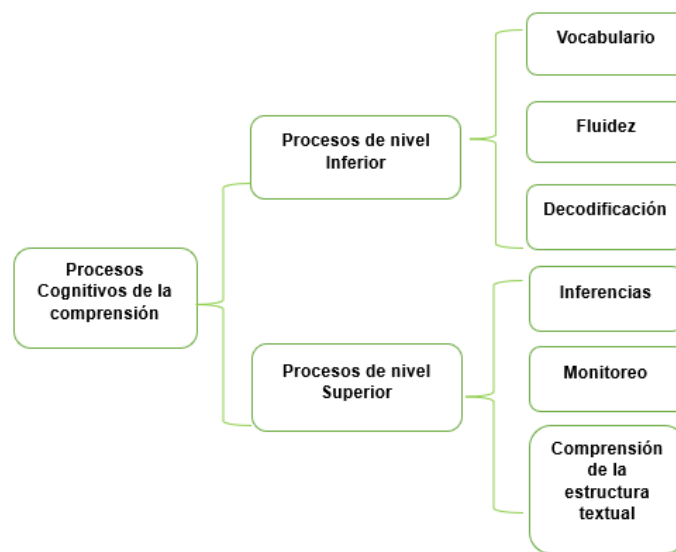 Procesos
Cognitivos de la
comprensión
Procesos de nivel
Inferior
Vocabulario
Fluidez
Decodificación
Procesos de nivel
Superior
Inferencias
Monitoreo
Comprensión
de la
estructura
textual